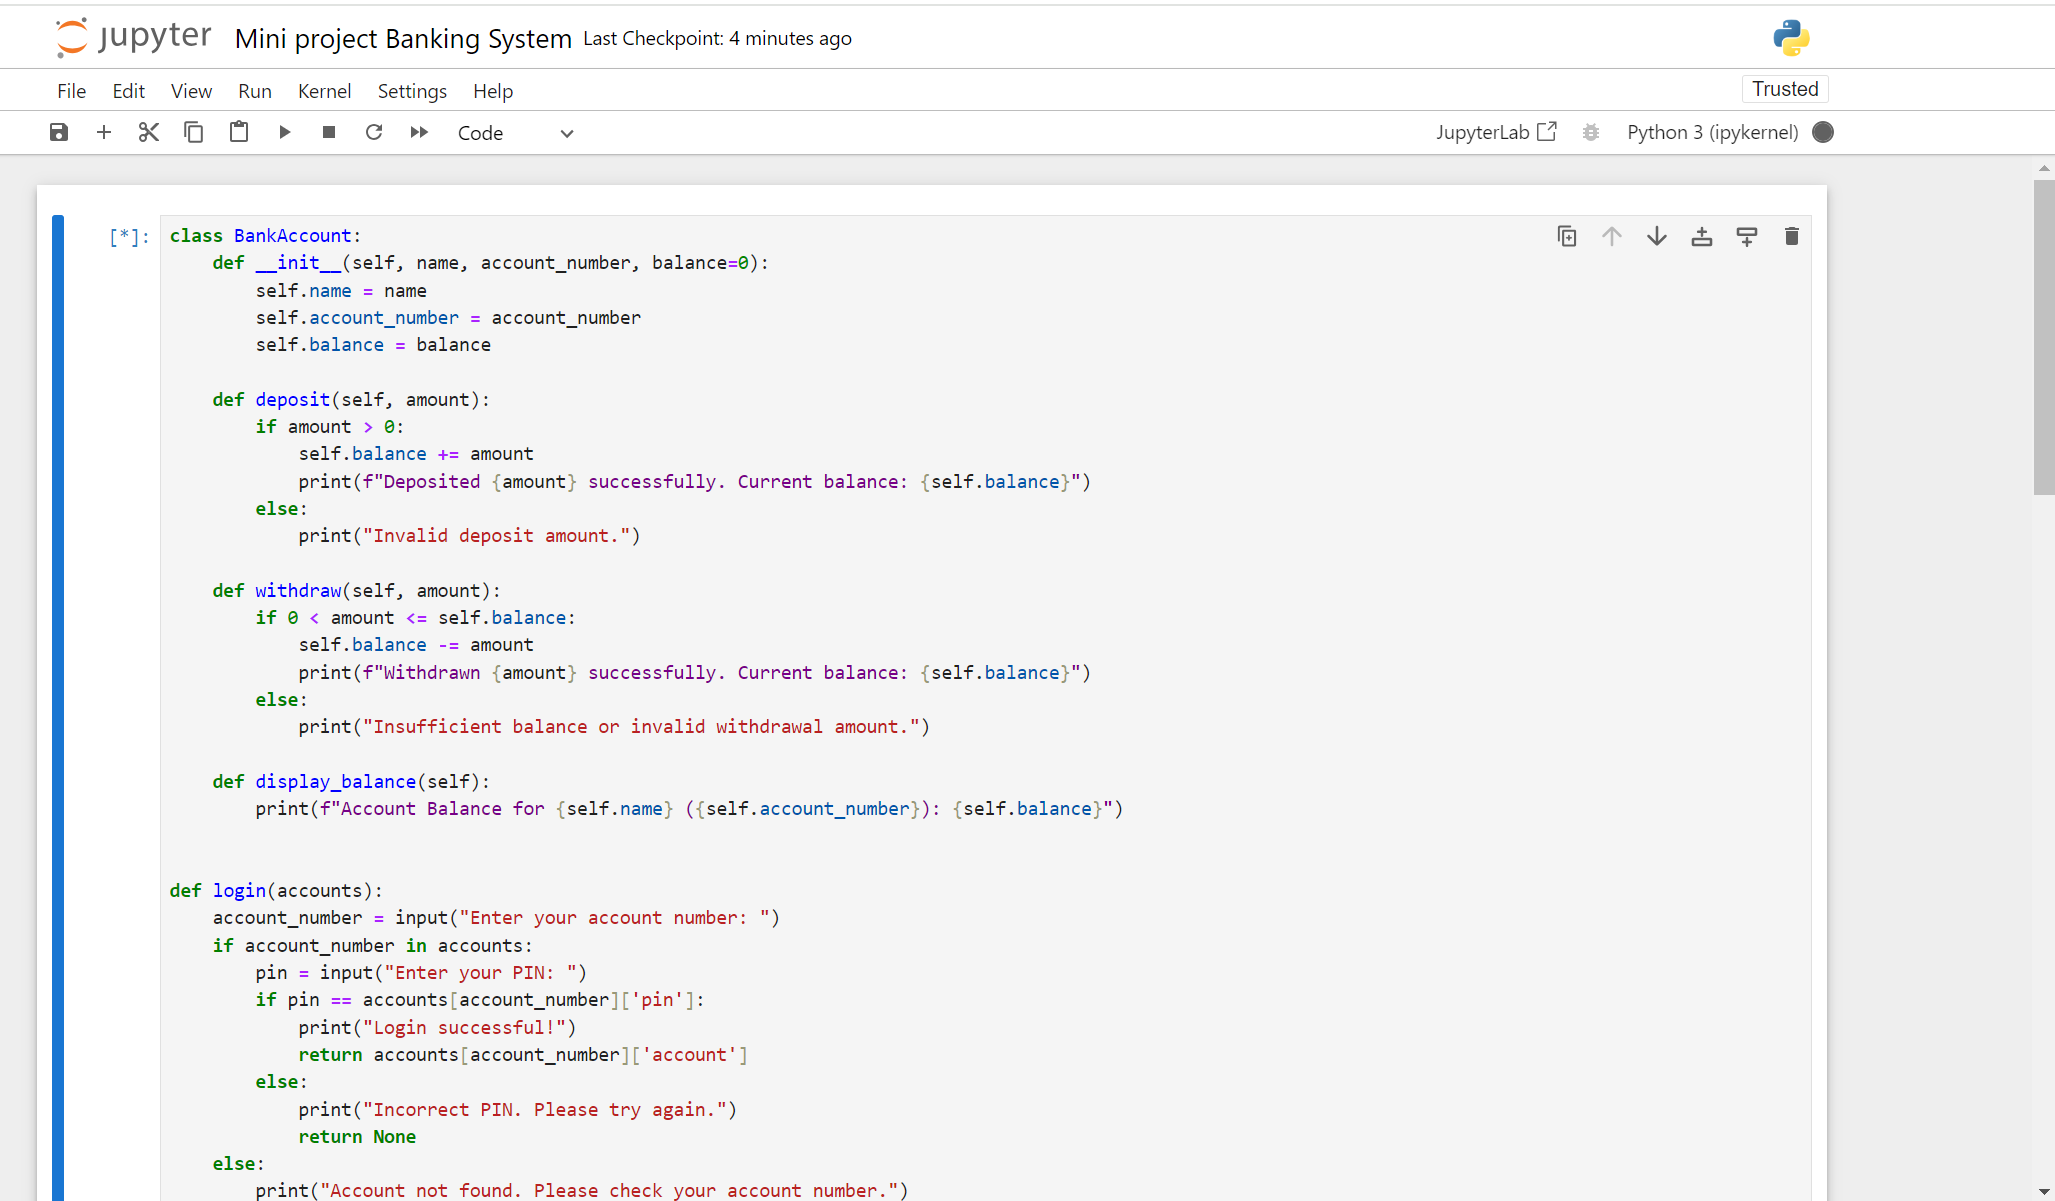 jupyter Mini project Banking System Last Checkpoint: 4 minutes ago
File Edit View Run Kernel Settings Help Trusted
Code JupyterLab Python 3 (ipykernel)
[*]: class BankAccount:
    def __init__(self, name, account_number, balance=0):
        self.name = name
        self.account_number = account_number
        self.balance = balance

    def deposit(self, amount):
        if amount > 0:
            self.balance += amount
            print(f"Deposited {amount} successfully. Current balance: {self.balance}")
        else:
            print("Invalid deposit amount.")

    def withdraw(self, amount):
        if 0 < amount <= self.balance:
            self.balance -= amount
            print(f"Withdrawn {amount} successfully. Current balance: {self.balance}")
        else:
            print("Insufficient balance or invalid withdrawal amount.")

    def display_balance(self):
        print(f"Account Balance for {self.name} ({self.account_number}): {self.balance}")


def login(accounts):
    account_number = input("Enter your account number: ")
    if account_number in accounts:
        pin = input("Enter your PIN: ")
        if pin == accounts[account_number]['pin']:
            print("Login successful!")
            return accounts[account_number]['account']
        else:
            print("Incorrect PIN. Please try again.")
            return None
    else:
        print("Account not found. Please check your account number.")